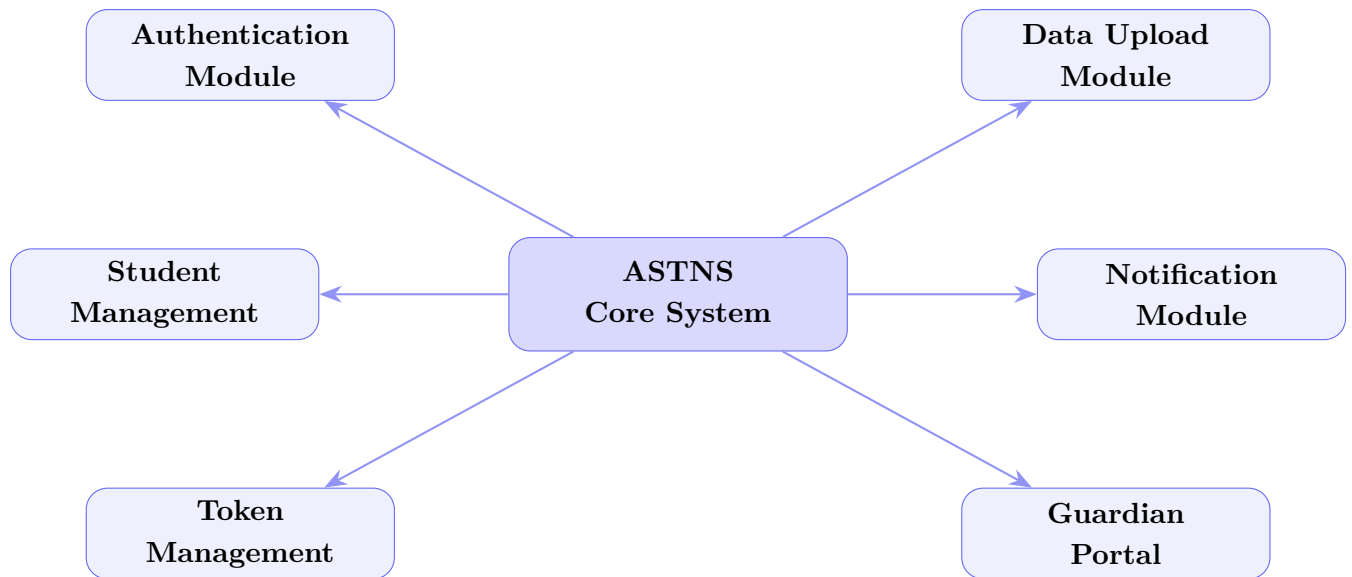 Authentication
Module
Data Upload
Module
Student
Management
ASTNS
Core System
Notification
Module
Token
Management
Guardian
Portal